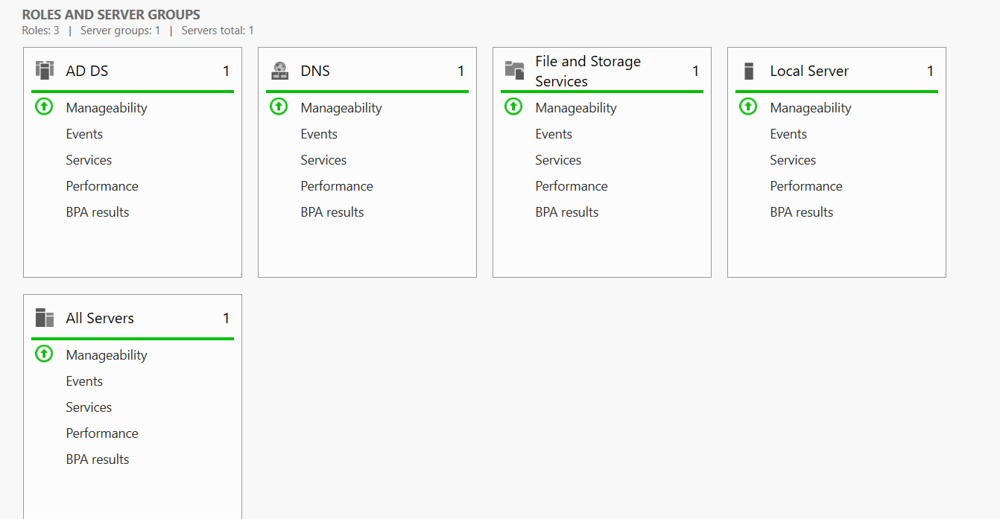 ROLES AND SERVER GROUPS
Roles: 3 | Server groups: 1 | Servers total: 1
AD DS 1
Manageability
Events
Services
Performance
BPA results
DNS 1
Manageability
Events
Services
Performance
BPA results
File and Storage
Services 1
Manageability
Events
Services
Performance
BPA results
Local Server 1
Manageability
Events
Services
Performance
BPA results
All Servers 1
Manageability
Events
Services
Performance
BPA results